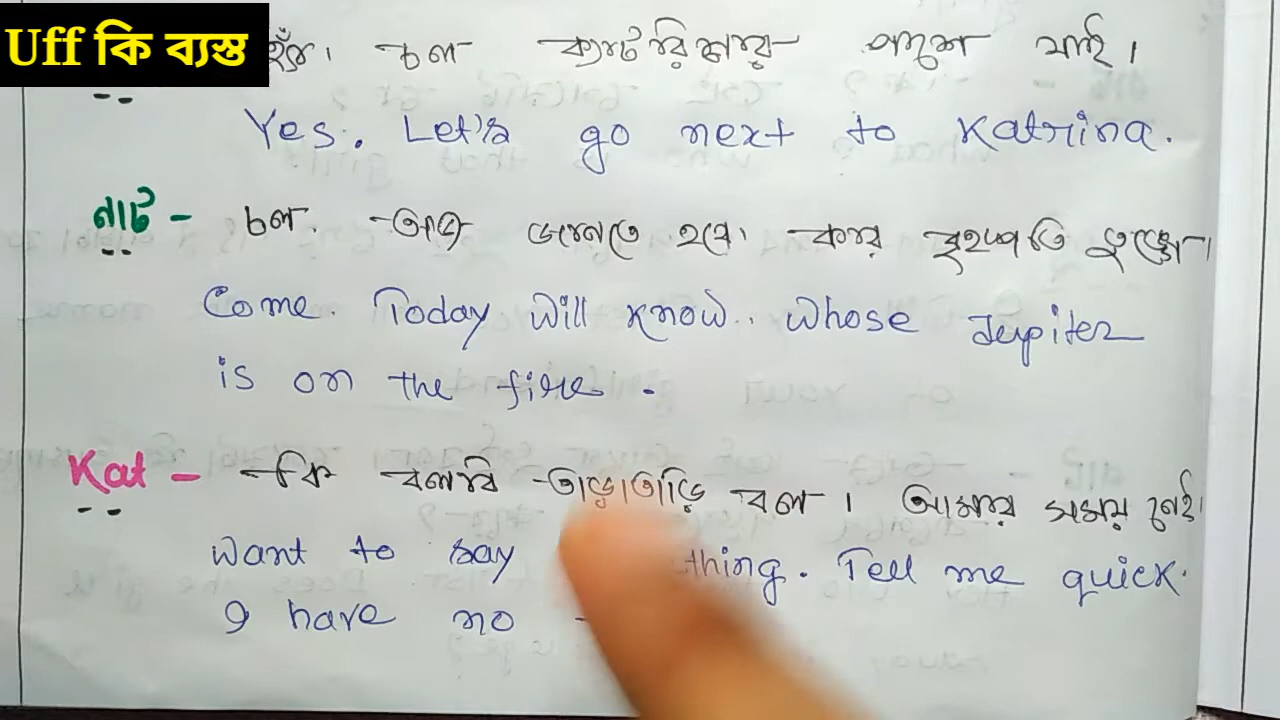 Uff কি ব্যস্ত
হ্যাঁ। চল ক্যাটরিনার পাশে যাই।
Yes. Let's go next to Katrina.
নাট - চল. আজ জানতে হবে। কার বৃহস্পতি তুঙ্গে।
Come. Today will know. whose Jupiter
is on the fire.
Kat - কি বলবি তাড়াতাড়ি বল। আমার সময় নেই।
want to say thing. Tell me quick.
I have no